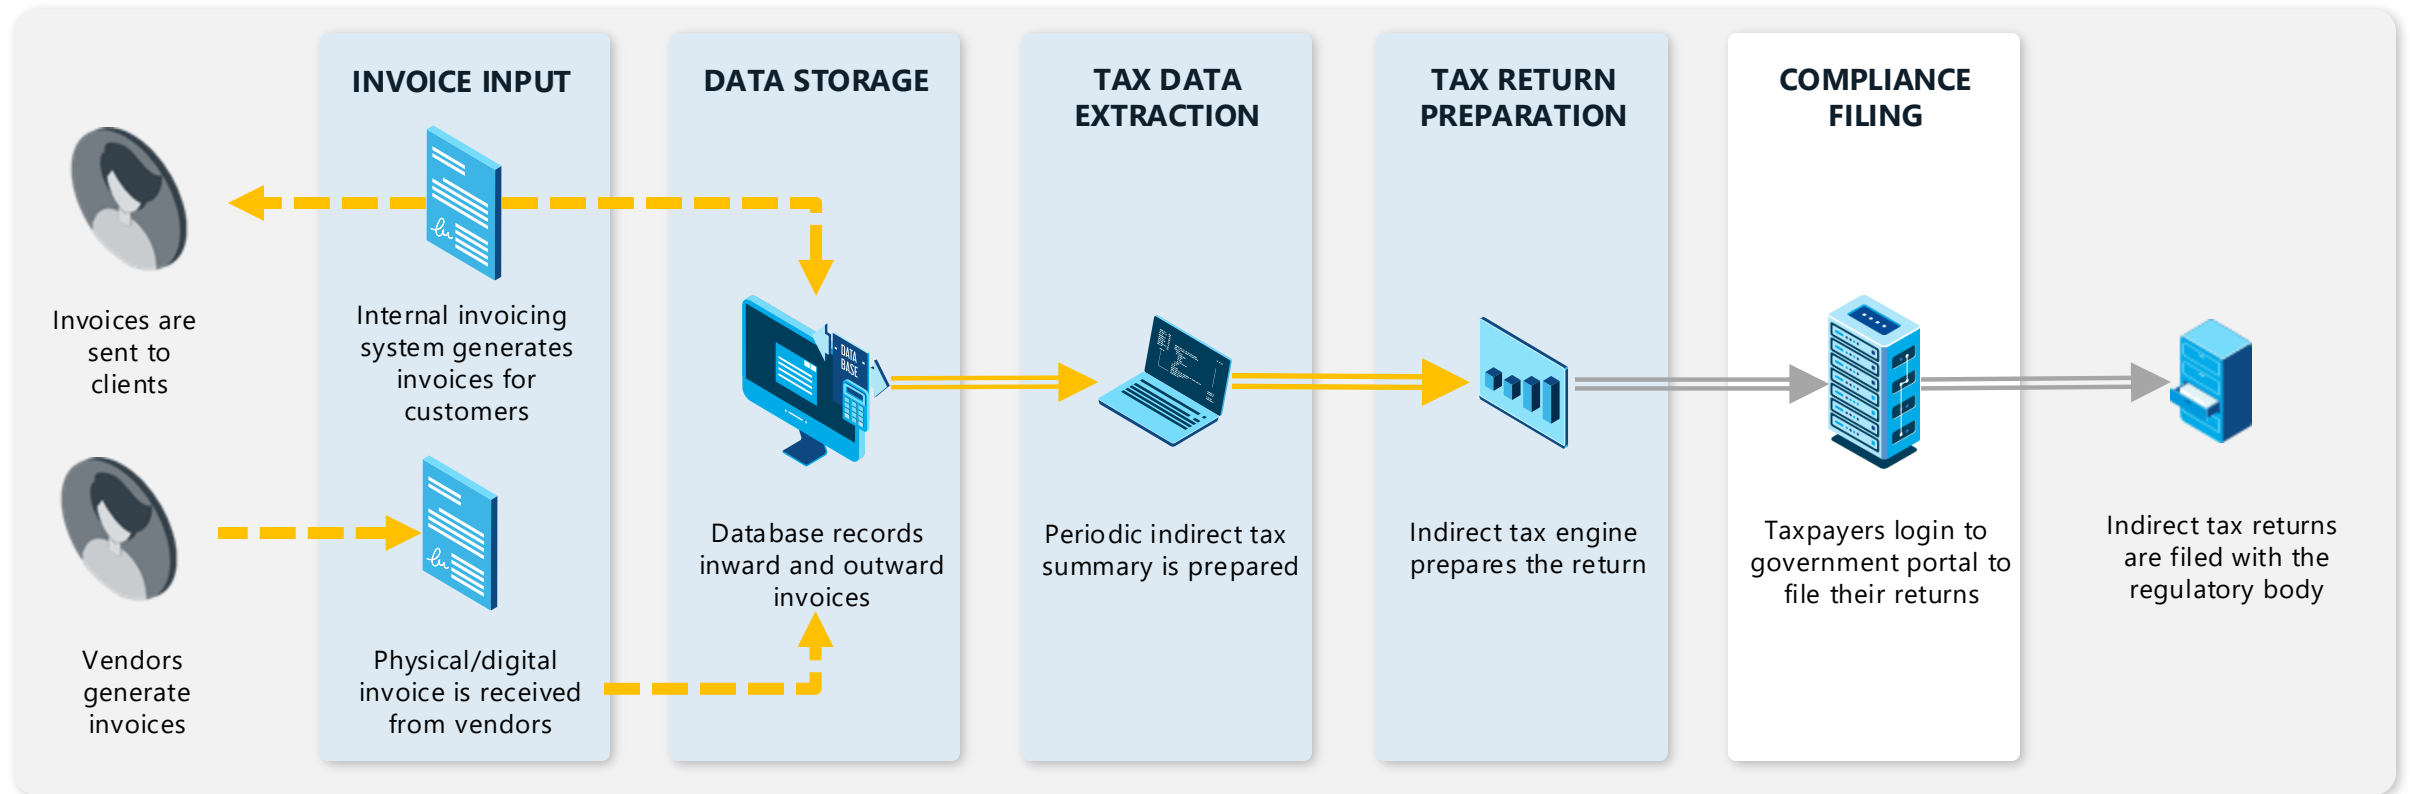 INVOICE INPUT
DATA STORAGE
TAX DATA
EXTRACTION
TAX RETURN
PREPARATION
COMPLIANCE
FILING
Invoices are
sent to
clients
Internal invoicing
system generates
invoices for
customers
DATA
BASE
Database records
inward and outward
invoices
Periodic indirect tax
summary is prepared
Indirect tax engine
prepares the return
Taxpayers login to
government portal to
file their returns
Indirect tax returns
are filed with the
regulatory body
Vendors
generate
invoices
Physical/digital
invoice is received
from vendors